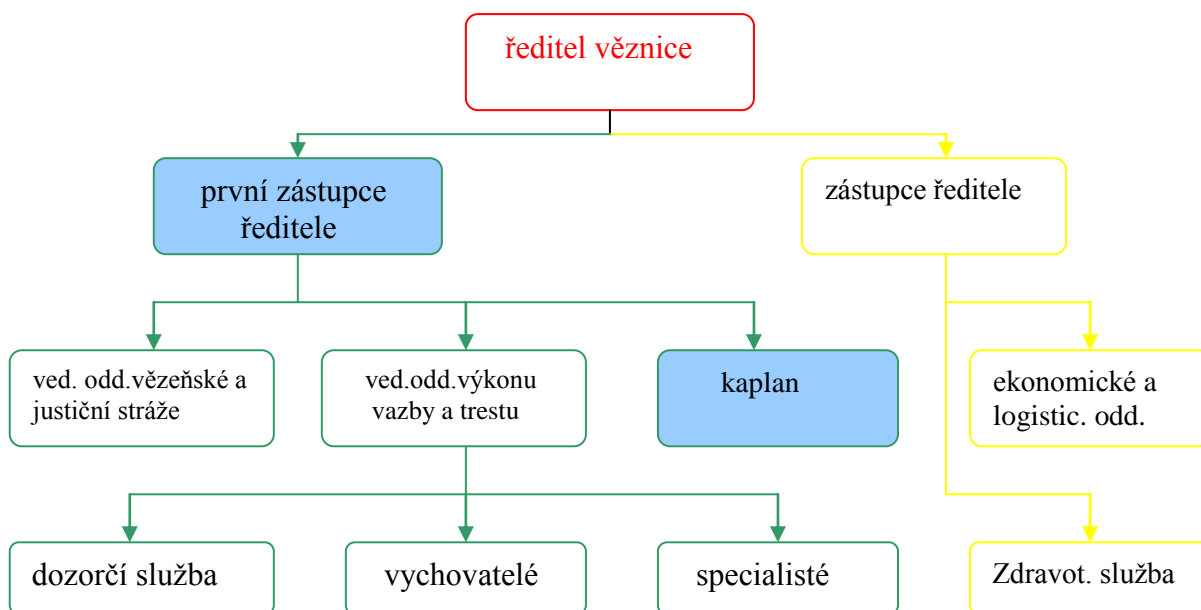 ředitel věznice
první zástupce
ředitele
zástupce ředitele
ved. odd.vězeňské a
justiční stráže
ved.odd.výkonu
vazby a trestu
kaplan
ekonomické a
logistic. odd.
dozorčí služba
vychovatelé
specialisté
Zdravot. služba